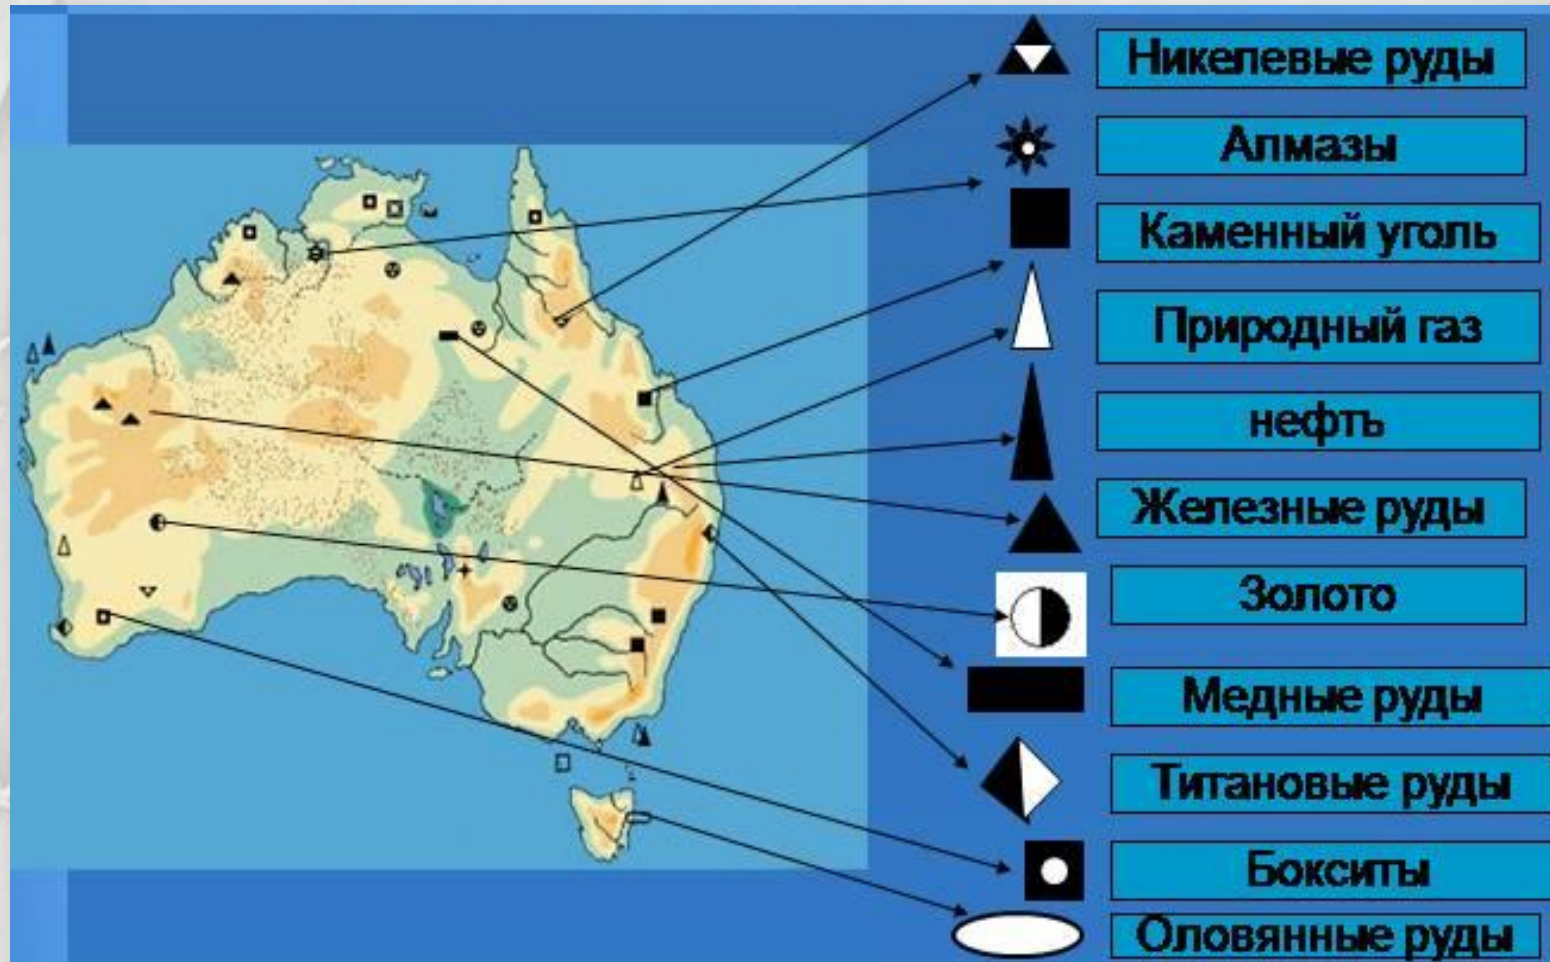 Никелевые руды
Алмазы
Каменный уголь
Природный газ
нефть
Железные руды
Золото
Медные руды
Титановые руды
Бокситы
Оловянные руды